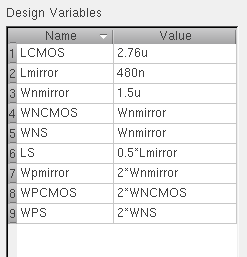 Design Variables
Name Value
1 LCMOS 2.76u
2 Lmirror 480n
3 Wnmirror 1.5u
4 WNCMOS Wnmirror
5 WNS Wnmirror
6 LS 0.5*Lmirror
7 Wpmirror 2*Wnmirror
8 WPCMOS 2*WNCMOS
9 WPS 2*WNS